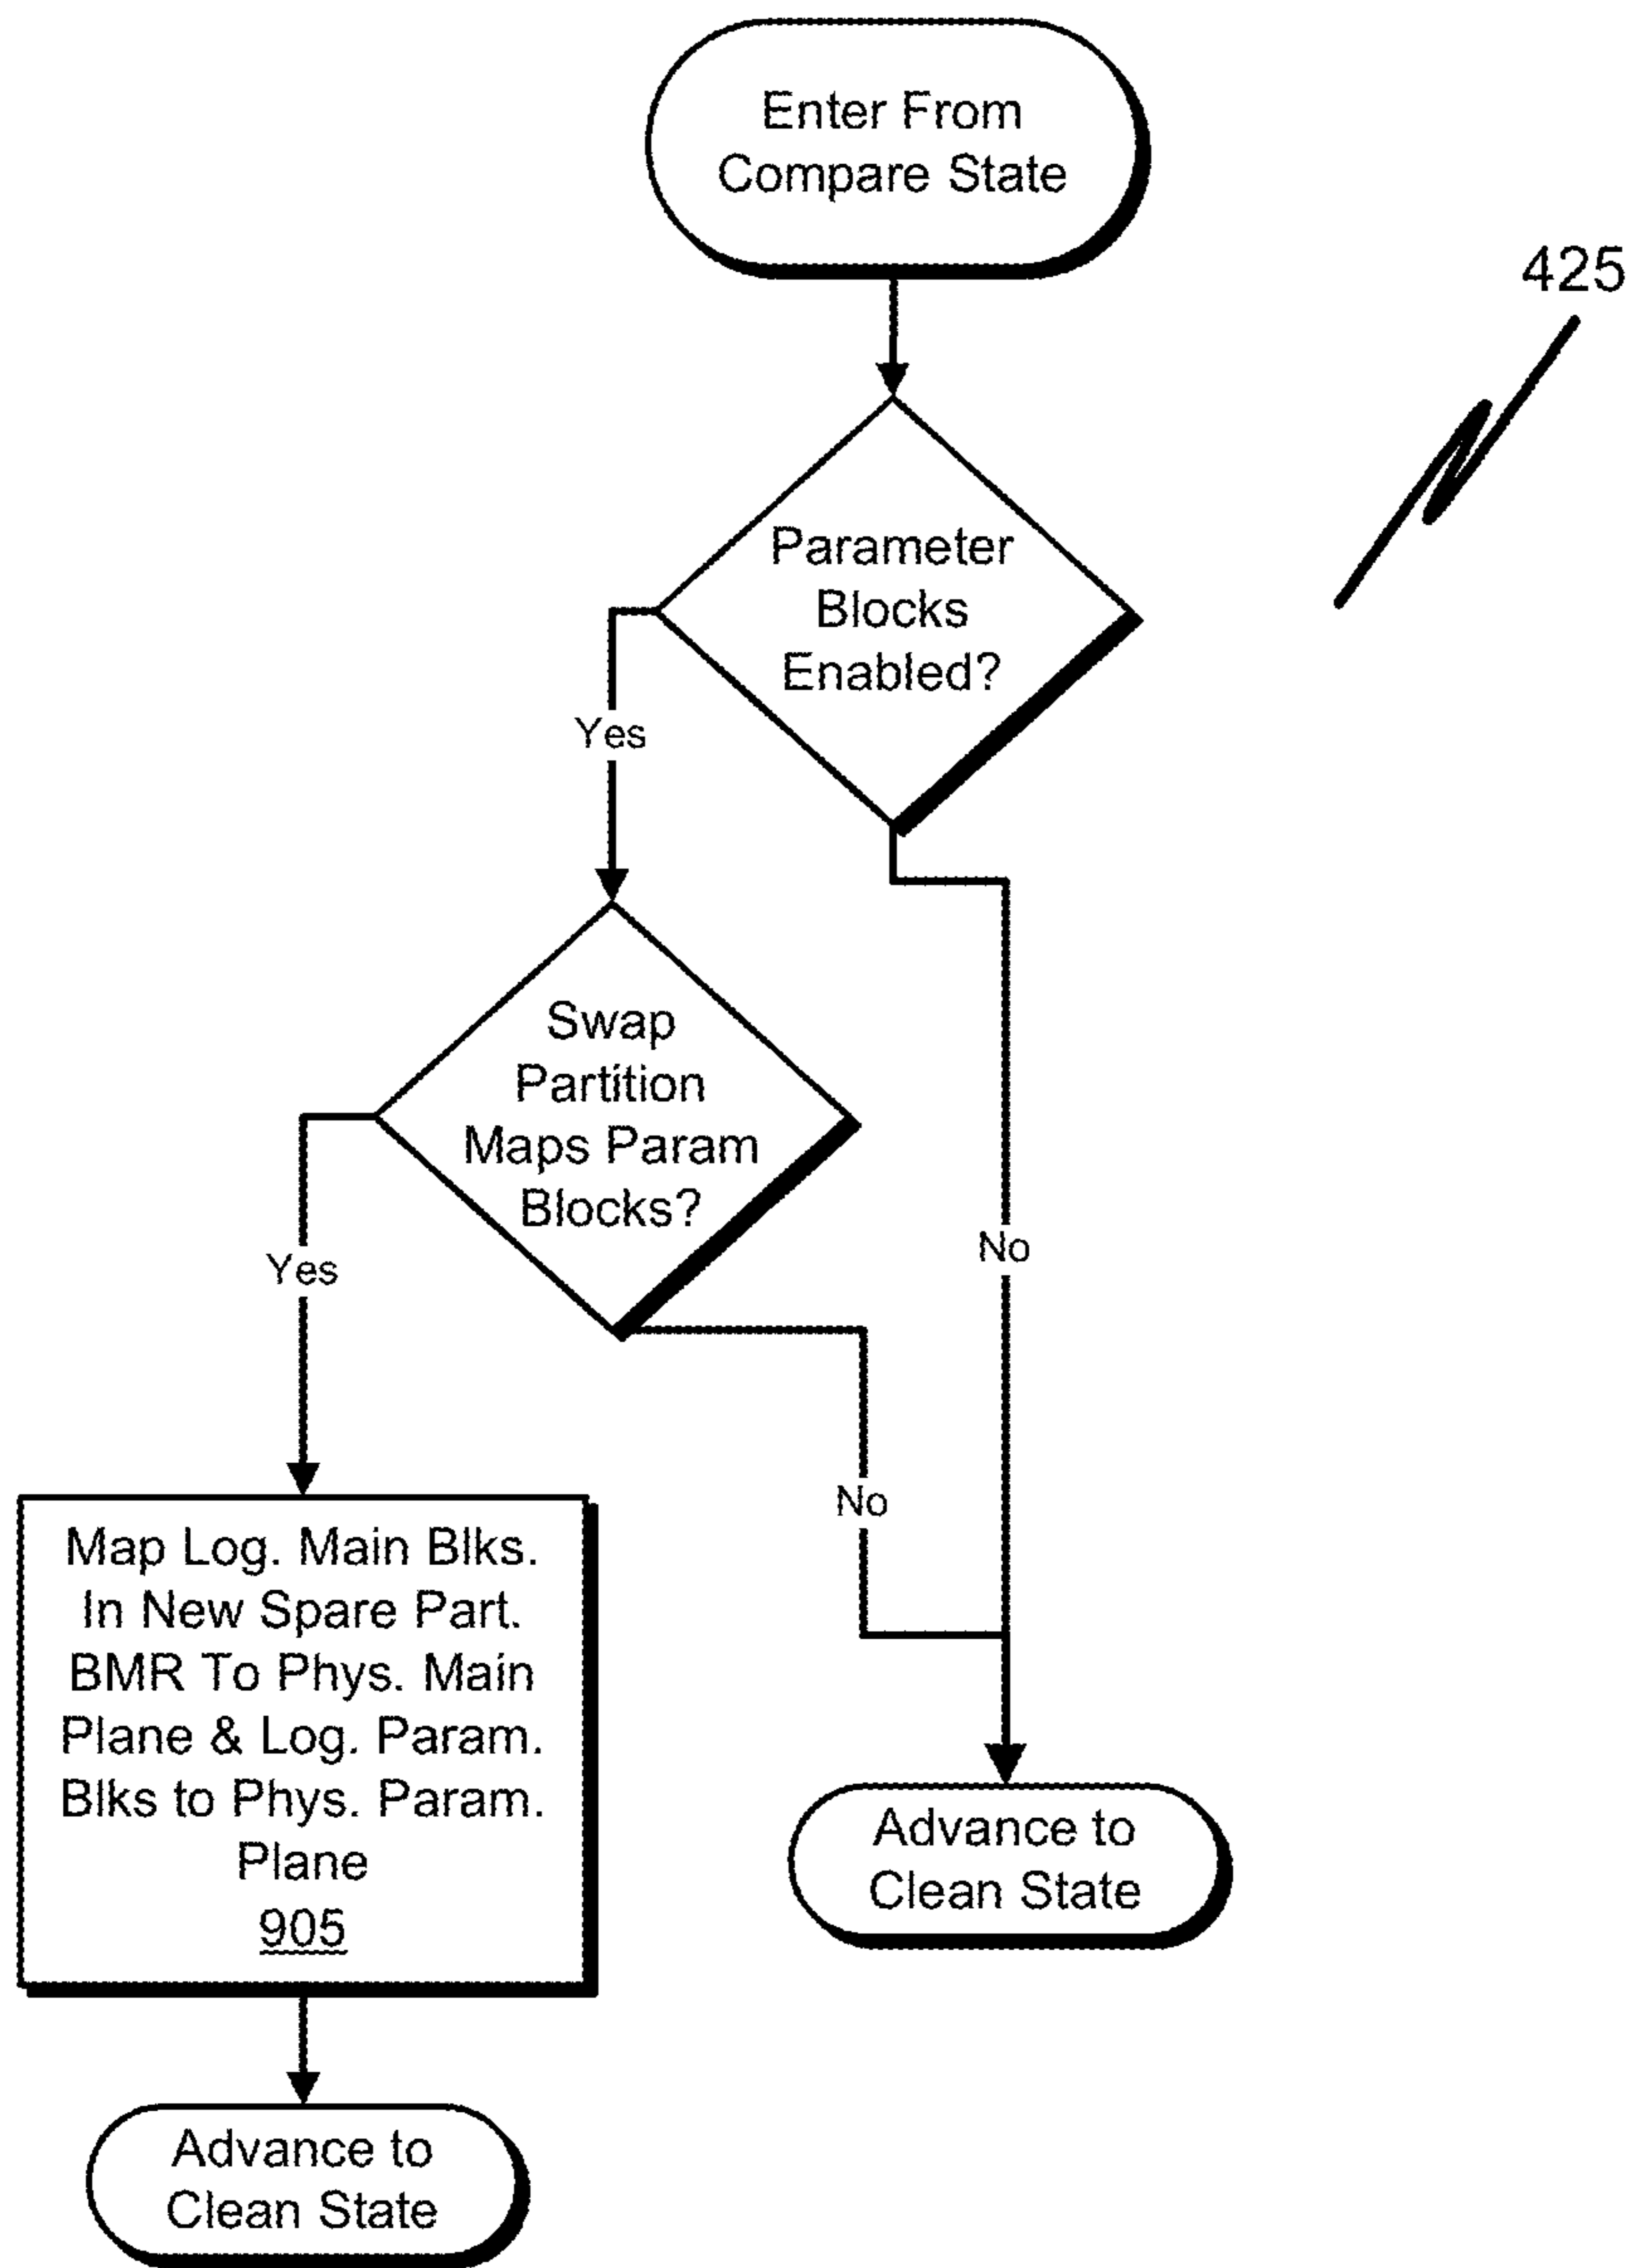 Enter From
Compare State
425
Parameter
Blocks
Enabled?
Yes
Swap
Partition
Maps Param
Blocks?
Yes
No
No
Map Log. Main Blks.
In New Spare Part.
BMR To Phys. Main
Plane & Log. Param.
Blks to Phys. Param.
Plane
905
Advance to
Clean State
Advance to
Clean State